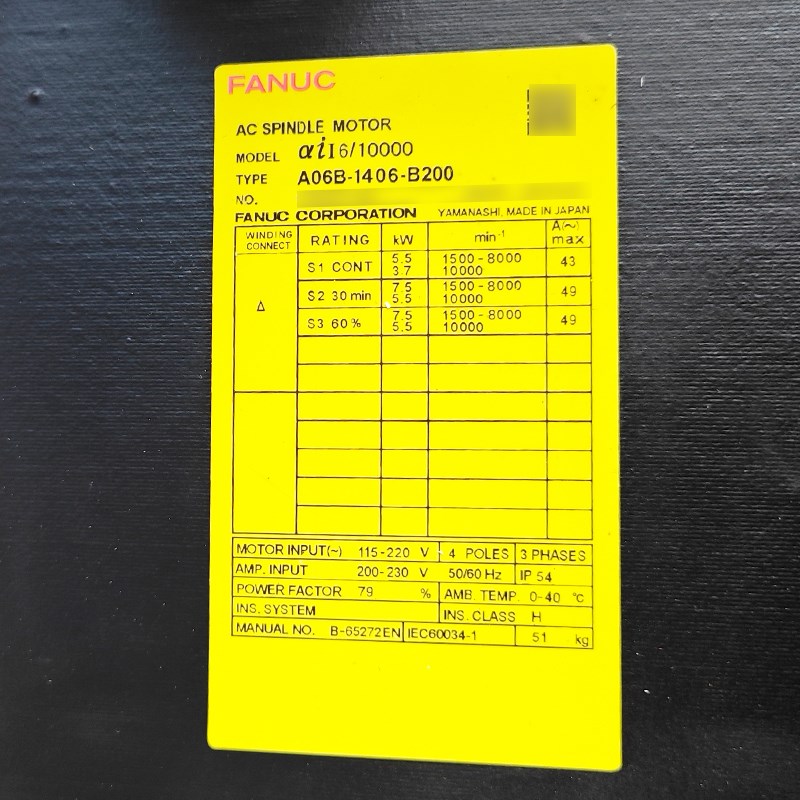 FANUC
AC SPINDLE MOTOR
MODEL αiI6/10000
TYPE A06B-1406-B200
NO.
FANUC CORPORATION YAMANASHI, MADE IN JAPAN
WINDING CONNECT RATING kW min⁻¹ A(~) max
Δ
S1 CONT 5.5 1500-8000 43
3.7 10000
S2 30 min 7.5 1500-8000 49
5.5 10000
S3 60% 7.5 1500-8000 49
5.5 10000
MOTOR INPUT(~) 115-220 V 4 POLES 3 PHASES
AMP. INPUT 200-230 V 50/60 Hz IP 54
POWER FACTOR 79 % AMB. TEMP. 0-40 ℃
INS. SYSTEM INS. CLASS H
MANUAL NO. B-65272EN IEC60034-1 51 kg